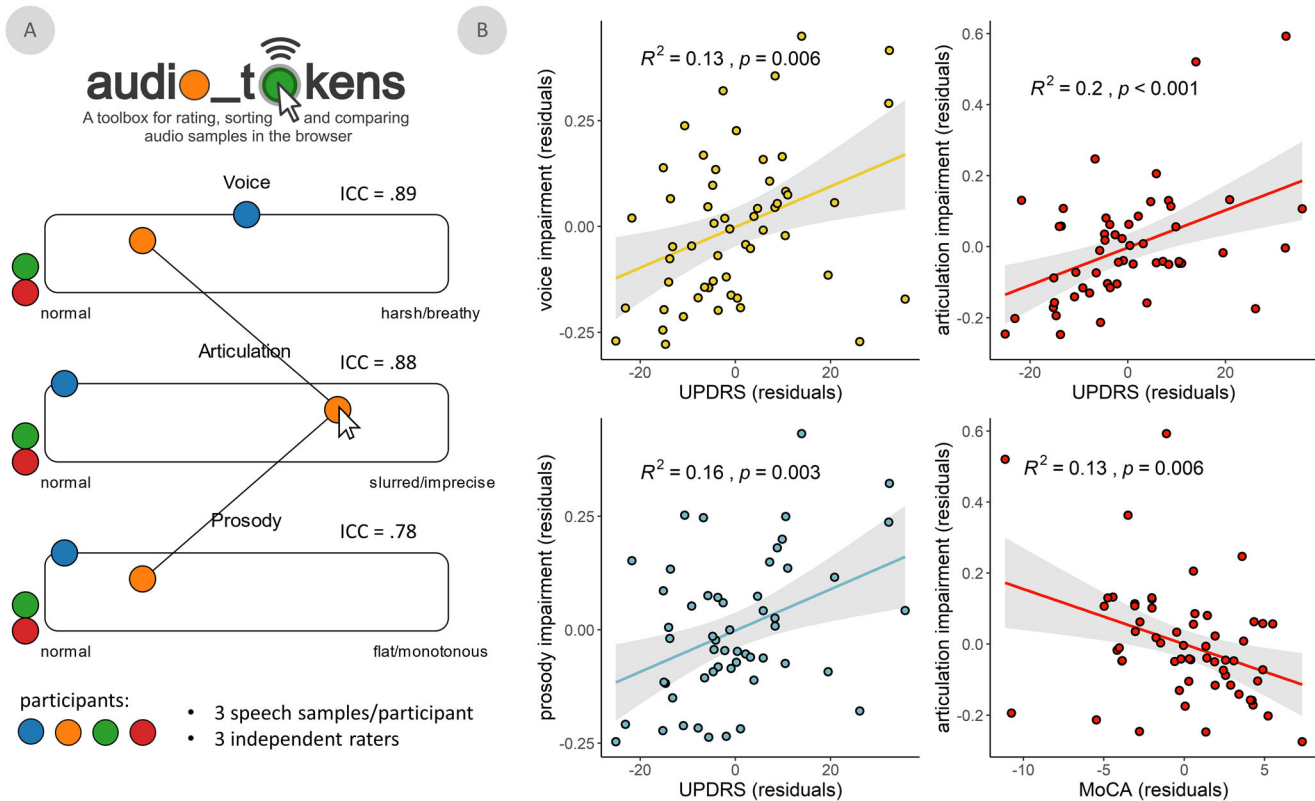 A
audio_tokens
A toolbox for rating, sorting and comparing
audio samples in the browser
Voice
ICC = .89
normal
harsh/breathy
Articulation
ICC = .88
normal
slurred/imprecise
Prosody
ICC = .78
normal
flat/monotonous
participants:
• 3 speech samples/participant
• 3 independent raters
B
R² = 0.13 , p = 0.006
voice impairment (residuals)
0.25
0.00
-0.25
-20
0
20
UPDRS (residuals)
R² = 0.2 , p < 0.001
articulation impairment (residuals)
0.6
0.4
0.2
0.0
-0.2
-20
0
20
UPDRS (residuals)
R² = 0.16 , p = 0.003
prosody impairment (residuals)
0.25
0.00
-0.25
-20
0
20
UPDRS (residuals)
R² = 0.13 , p = 0.006
articulation impairment (residuals)
0.6
0.4
0.2
0.0
-0.2
-10
-5
0
5
MoCA (residuals)